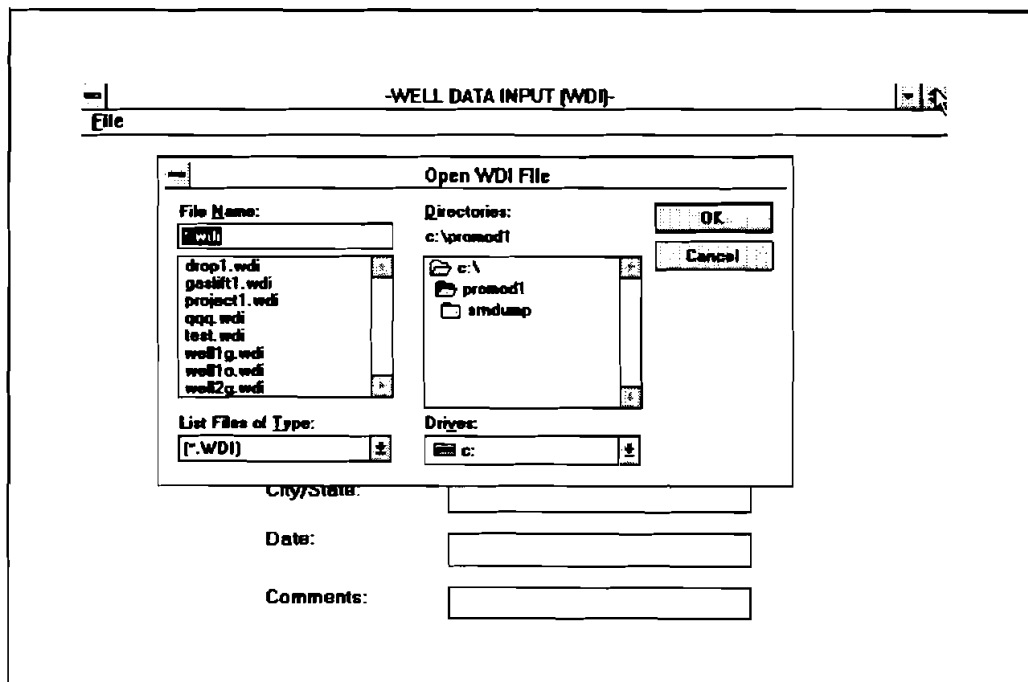 -WELL DATA INPUT (WDI)-
File
Open WDI File
File Name:
*.wdi
drop1.wdi
gaslift1.wdi
project1.wdi
qqq.wdi
test.wdi
well1g.wdi
well1o.wdi
well2g.wdi
List Files of Type:
(*.WDI)
Directories:
c:\promod1
c:\
promod1
smdump
Drives:
c:
OK
Cancel
City/State:
Date:
Comments: